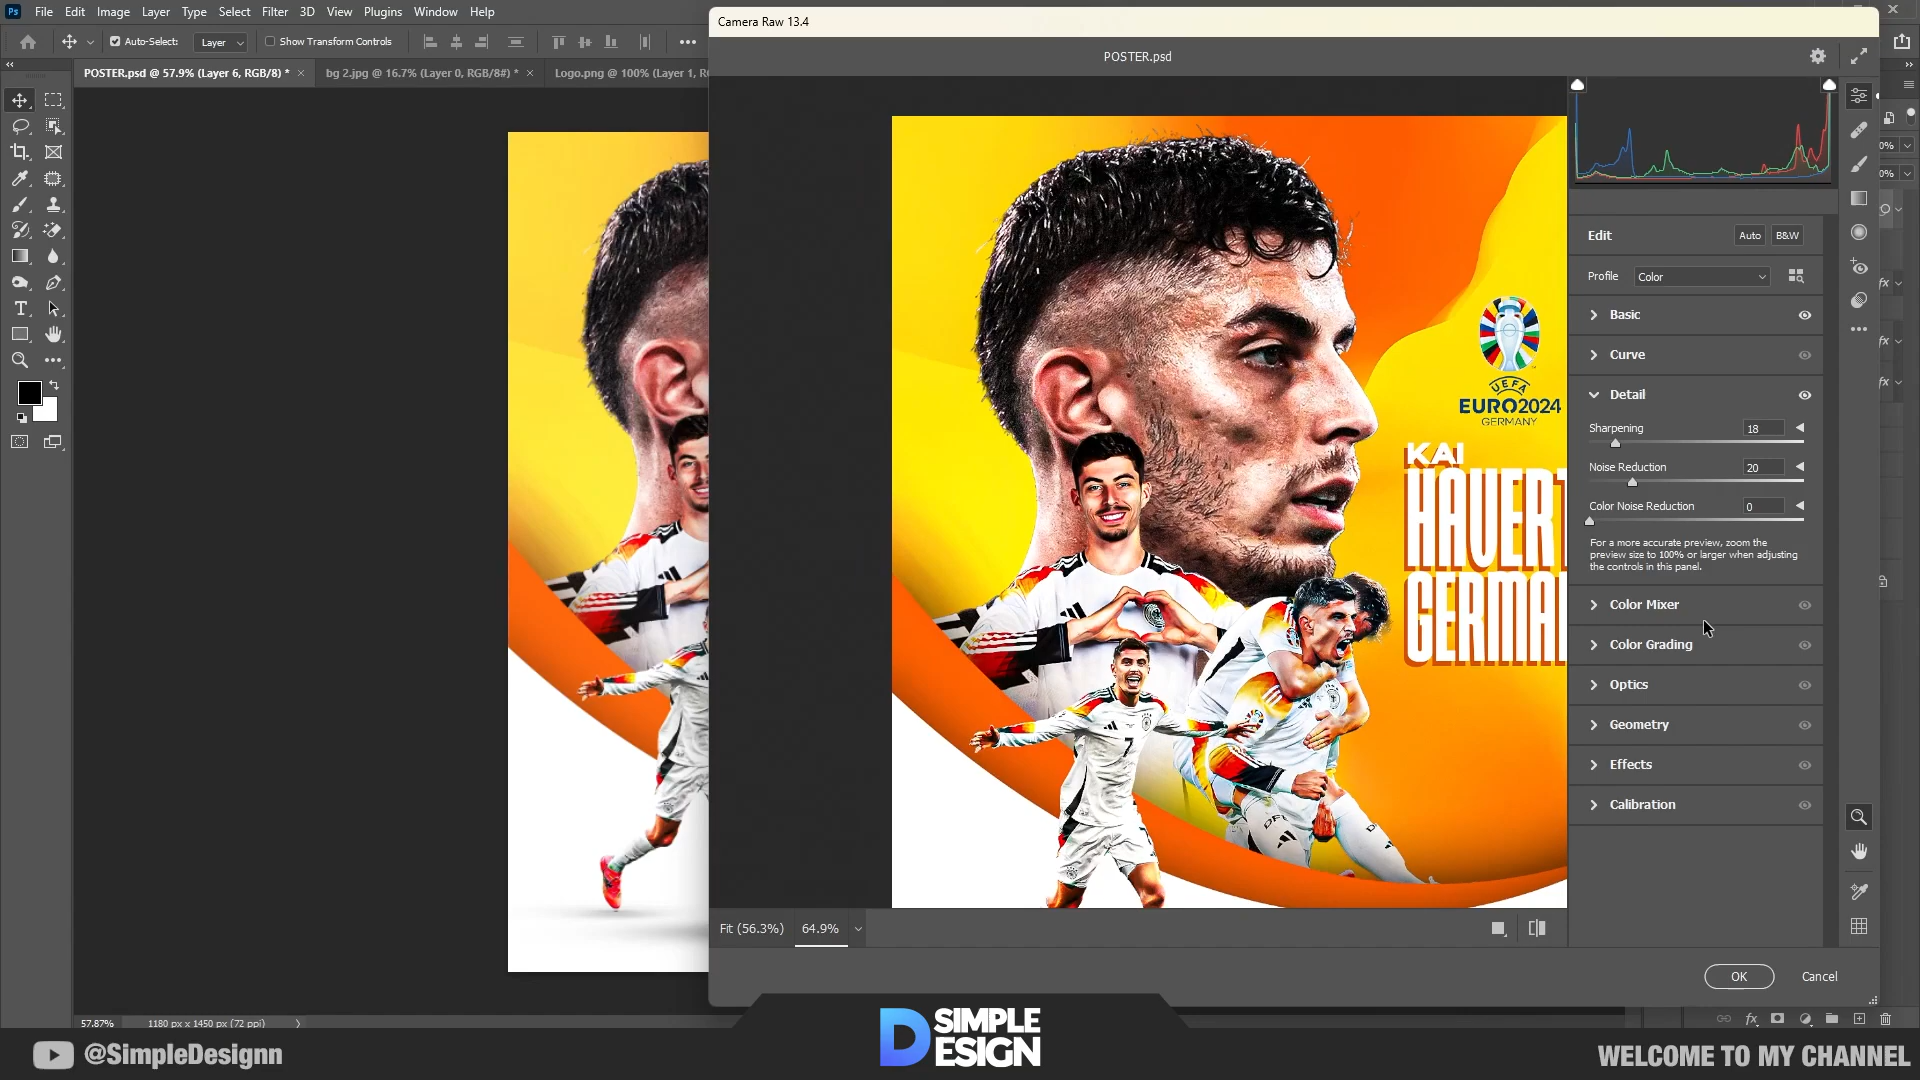 Ps File Edit Image Layer Type Select Filter 3D View Plugins Window Help
Auto-Select: Layer Show Transform Controls
POSTER.psd @ 57.9% (Layer 6, RGB/8) * × bg 2.jpg @ 16.7% (Layer 0, RGB/8#) * × Logo.png @ 100% (Layer 1,
Camera Raw 13.4
POSTER.psd
UEFA
EURO2024
GERMANY
KAI
HAVERT
GERMAN
7
Edit Auto B&W
Profile Color
Basic
Curve
Detail
Sharpening 18
Noise Reduction 20
Color Noise Reduction 0
For a more accurate preview, zoom the
preview size to 100% or larger when adjusting
the controls in this panel.
Color Mixer
Color Grading
Optics
Geometry
Effects
Calibration
Fit (56.3%) 64.9%
OK Cancel
57.87% 1180 px x 1450 px (72 ppi)
@SimpleDesignn
SIMPLE
DESIGN
WELCOME TO MY CHANNEL